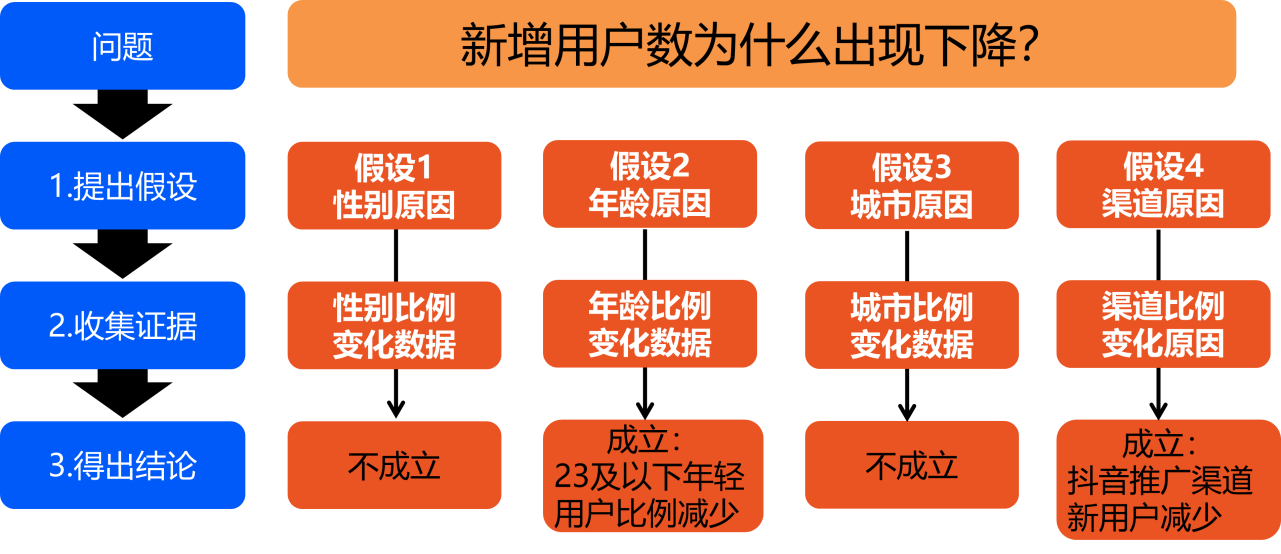 问题
新增用户数为什么出现下降？
1.提出假设
假设1
性别原因
假设2
年龄原因
假设3
城市原因
假设4
渠道原因
2.收集证据
性别比例
变化数据
年龄比例
变化数据
城市比例
变化数据
渠道比例
变化原因
3.得出结论
不成立
成立：
23及以下年轻
用户比例减少
不成立
成立：
抖音推广渠道
新用户减少